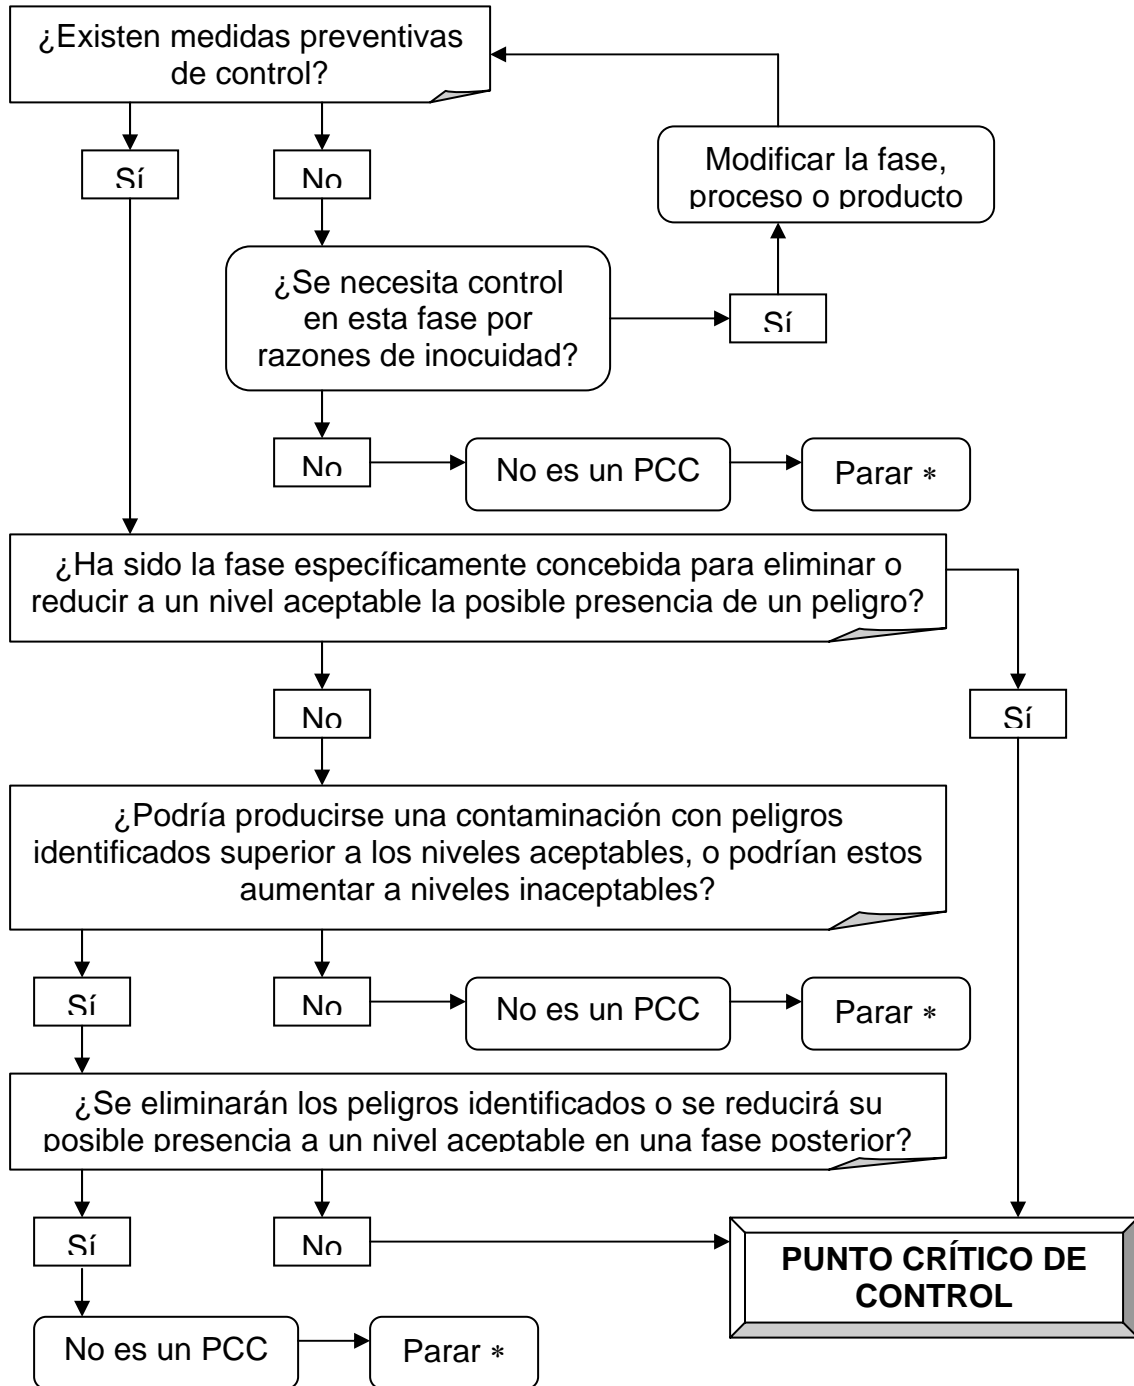 ¿Existen medidas preventivas
de control?
Sí
No
Modificar la fase,
proceso o producto
¿Se necesita control
en esta fase por
razones de inocuidad?
Sí
No
No es un PCC
Parar *
¿Ha sido la fase específicamente concebida para eliminar o
reducir a un nivel aceptable la posible presencia de un peligro?
No
Sí
¿Podría producirse una contaminación con peligros
identificados superior a los niveles aceptables, o podrían estos
aumentar a niveles inaceptables?
Sí
No
No es un PCC
Parar *
¿Se eliminarán los peligros identificados o se reducirá su
posible presencia a un nivel aceptable en una fase posterior?
Sí
No
PUNTO CRÍTICO DE
CONTROL
No es un PCC
Parar *